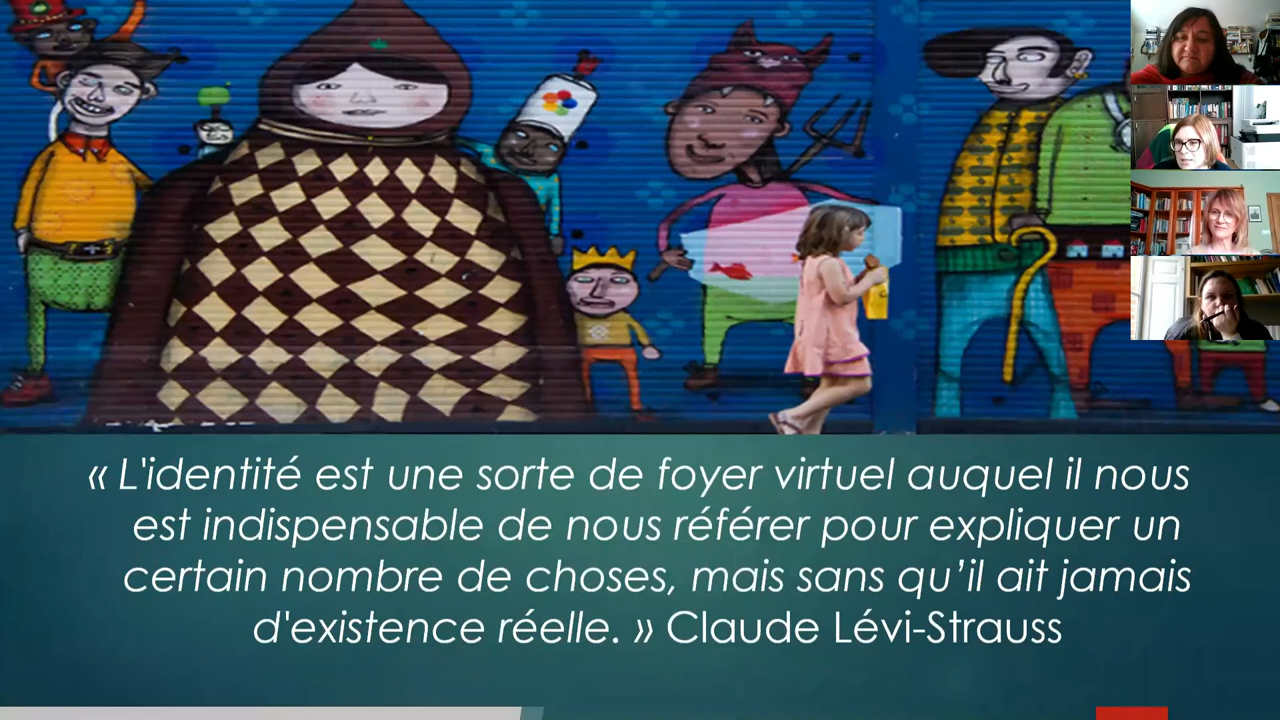 « L'identité est une sorte de foyer virtuel auquel il nous
est indispensable de nous référer pour expliquer un
certain nombre de choses, mais sans qu’il ait jamais
d'existence réelle. » Claude Lévi-Strauss